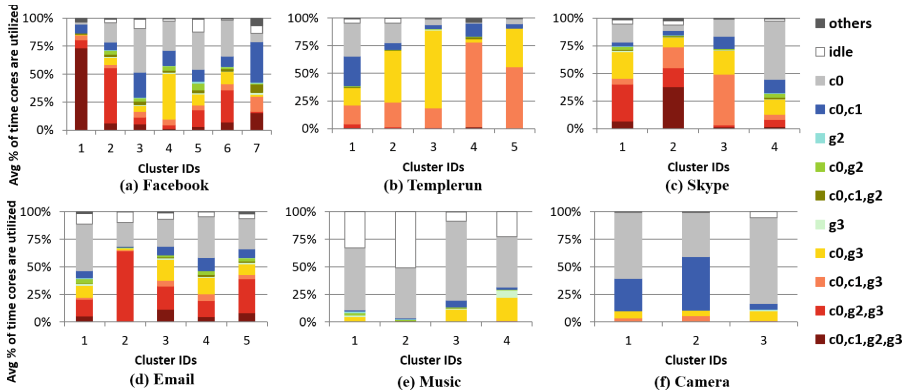 Avg % of time cores are utilized
100%
75%
50%
25%
0%
1 2 3 4 5 6 7
Cluster IDs
(a) Facebook
100%
75%
50%
25%
0%
1 2 3 4 5
Cluster IDs
(b) Templerun
100%
75%
50%
25%
0%
1 2 3 4
Cluster IDs
(c) Skype
Avg % of time cores are utilized
100%
75%
50%
25%
0%
1 2 3 4 5
Cluster IDs
(d) Email
100%
75%
50%
25%
0%
1 2 3 4
Cluster IDs
(e) Music
100%
75%
50%
25%
0%
1 2 3
Cluster IDs
(f) Camera
others
idle
c0
c0,c1
g2
c0,g2
c0,c1,g2
g3
c0,g3
c0,c1,g3
c0,g2,g3
c0,c1,g2,g3